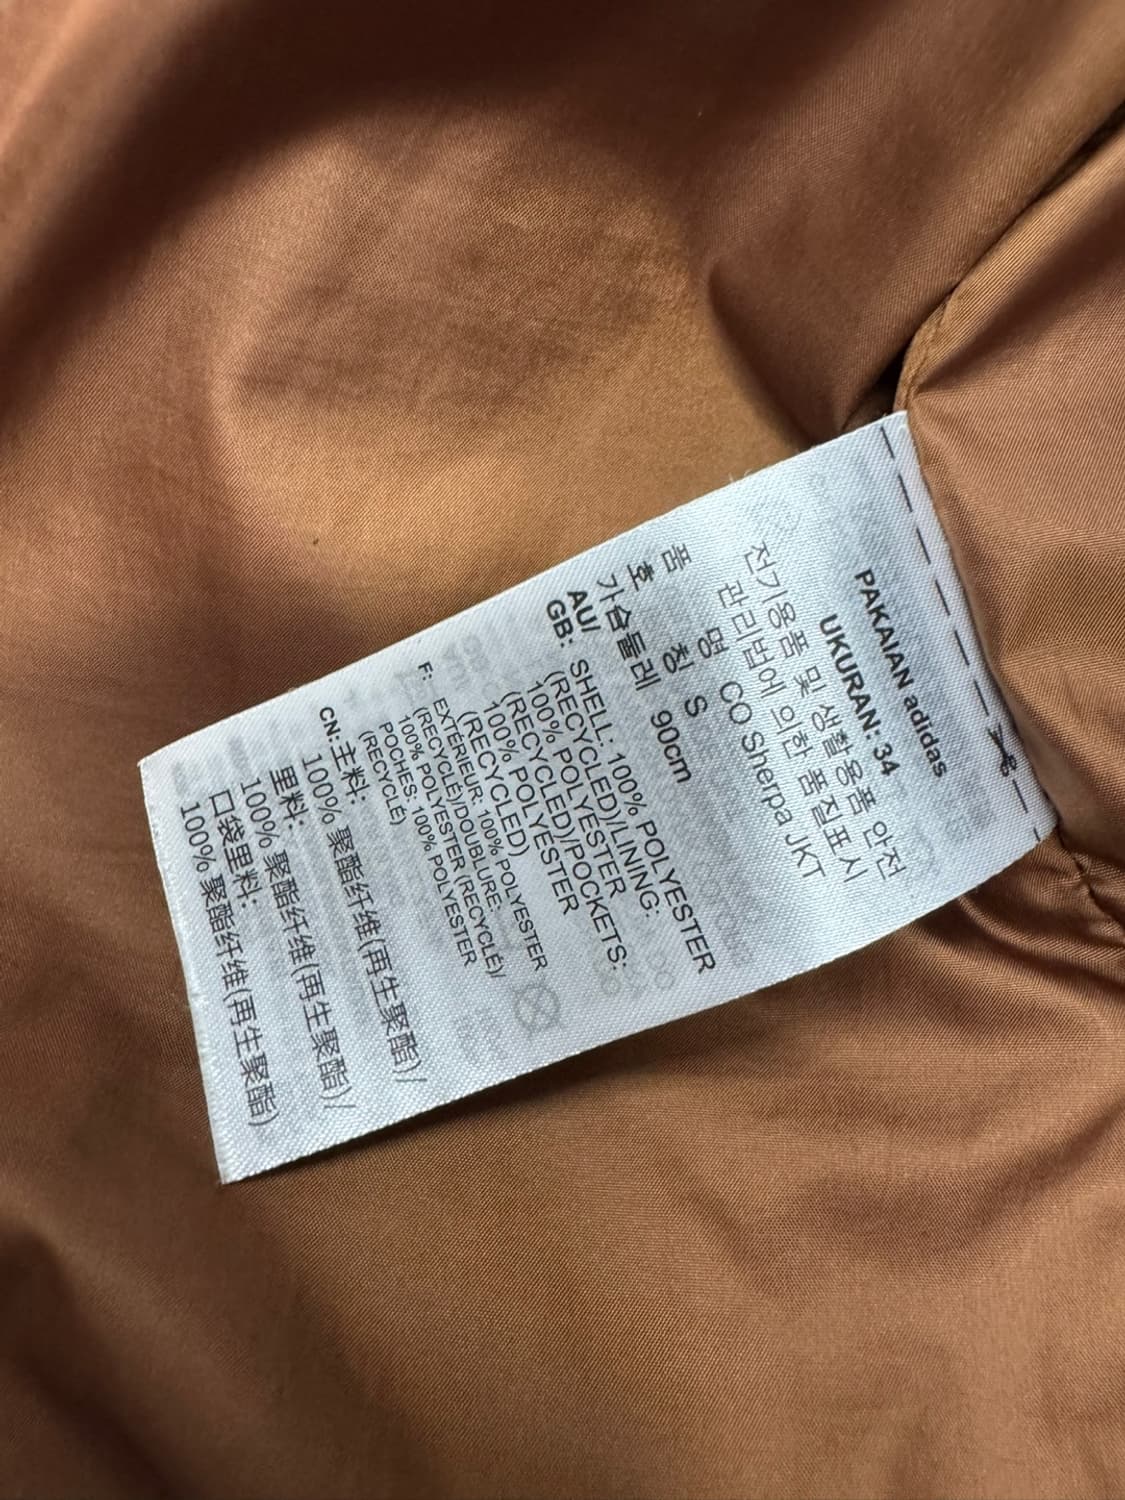 PAKAIAN adidas
UKURAN: 34
전기용품 및 생활용품 안전
관리법에 의한 품질표시
품 명 CO Sherpa JKT
호 칭 S
가슴둘레 90cm
AU/
GB: SHELL: 100% POLYESTER
(RECYCLED)/LINING:
100% POLYESTER
(RECYCLED)/POCKETS:
100% POLYESTER
(RECYCLED)
F: EXTÉRIEUR: 100% POLYESTER
(RECYCLÉ)/DOUBLURE:
100% POLYESTER (RECYCLÉ)/
POCHES: 100% POLYESTER
(RECYCLÉ)
CN: 主料:
100% 聚酯纤维(再生聚酯)/
里料:
100% 聚酯纤维(再生聚酯)/
口袋里料:
100% 聚酯纤维(再生聚酯)